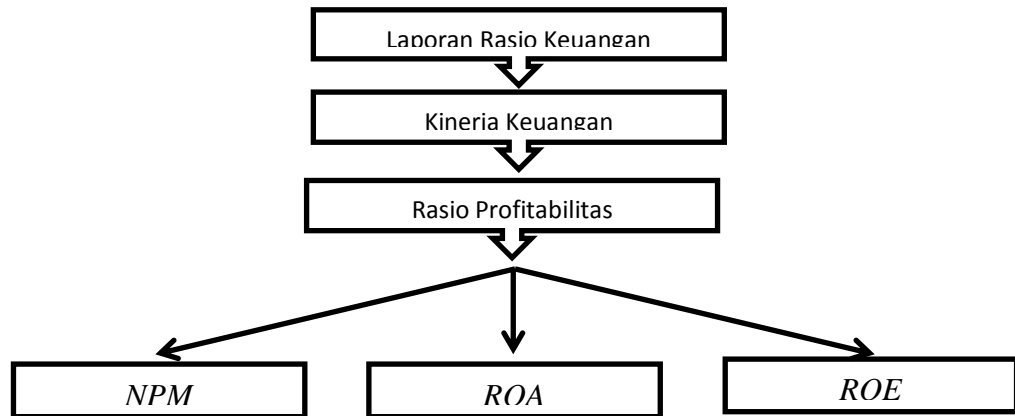 Laporan Rasio Keuangan
Kinerja Keuangan
Rasio Profitabilitas
NPM
ROA
ROE